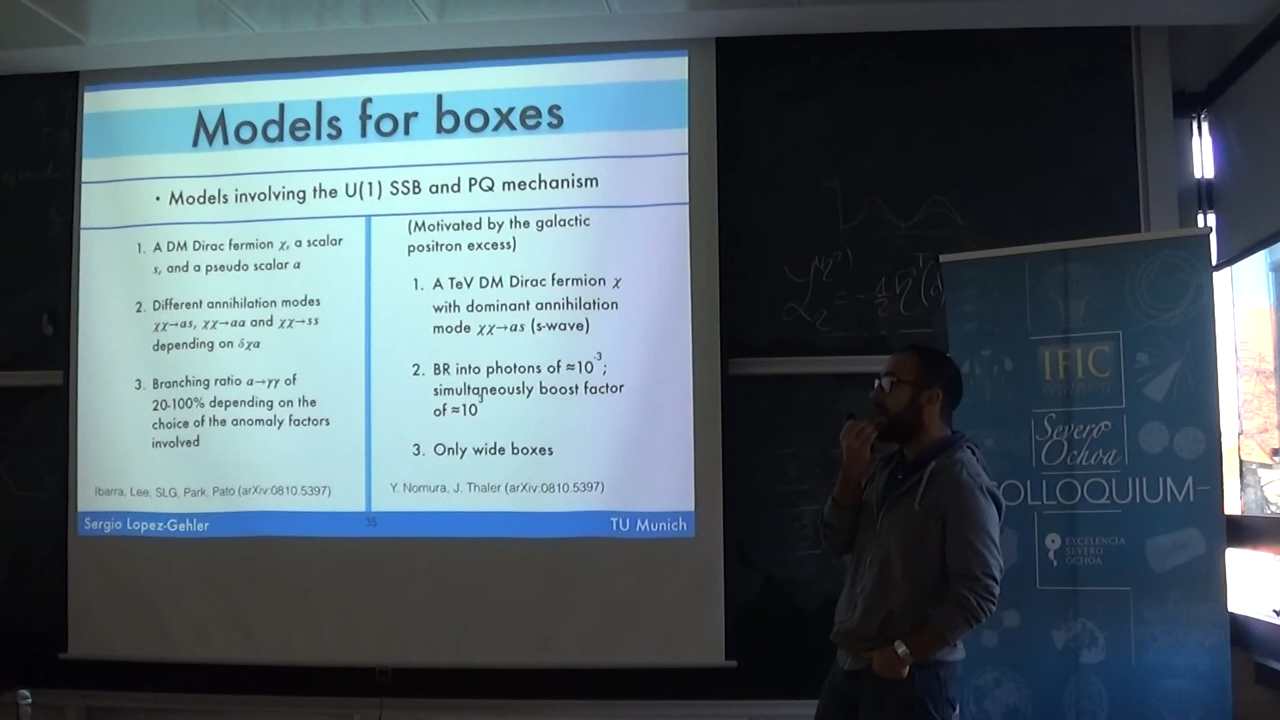 Models for boxes
• Models involving the U(1) SSB and PQ mechanism
1. A DM Dirac fermion χ, a scalar
s, and a pseudo scalar a
2. Different annihilation modes
χχ→as, χχ→aa and χχ→ss
depending on δχa
3. Branching ratio a→γγ of
20-100% depending on the
choice of the anomaly factors
involved
Ibarra, Lee, SLG, Park, Pato (arXiv:0810.5397)
(Motivated by the galactic
positron excess)
1. A TeV DM Dirac fermion χ
with dominant annihilation
mode χχ→as (s-wave)
2. BR into photons of ≈10⁻³;
simultaneously boost factor
of ≈10
3. Only wide boxes
Y. Nomura, J. Thaler (arXiv:0810.5397)
Sergio Lopez-Gehler
35
TU Munich
IFIC
Severo
Ochoa
OLLOQUIUM
EXCELENCIA
SEVERO
OCHOA